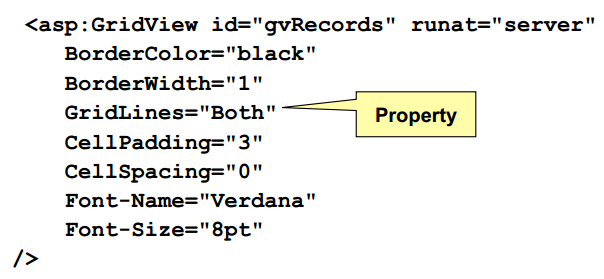 <asp:GridView id="gvRecords" runat="server"
BorderColor="black"
BorderWidth="1"
GridLines="Both"
Property
CellPadding="3"
CellSpacing="0"
Font-Name="Verdana"
Font-Size="8pt"
/>